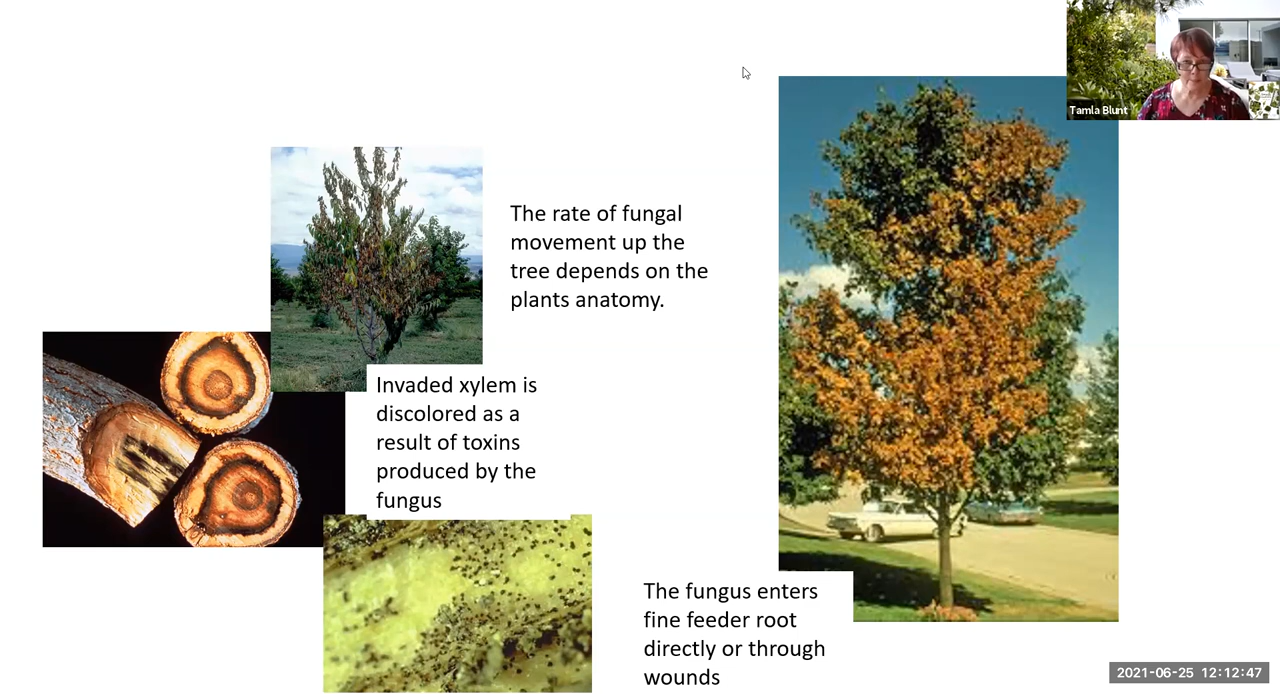 Tamla Blunt
The rate of fungal
movement up the
tree depends on the
plants anatomy.
Invaded xylem is
discolored as a
result of toxins
produced by the
fungus
The fungus enters
fine feeder root
directly or through
wounds
2021-06-25 12:12:47